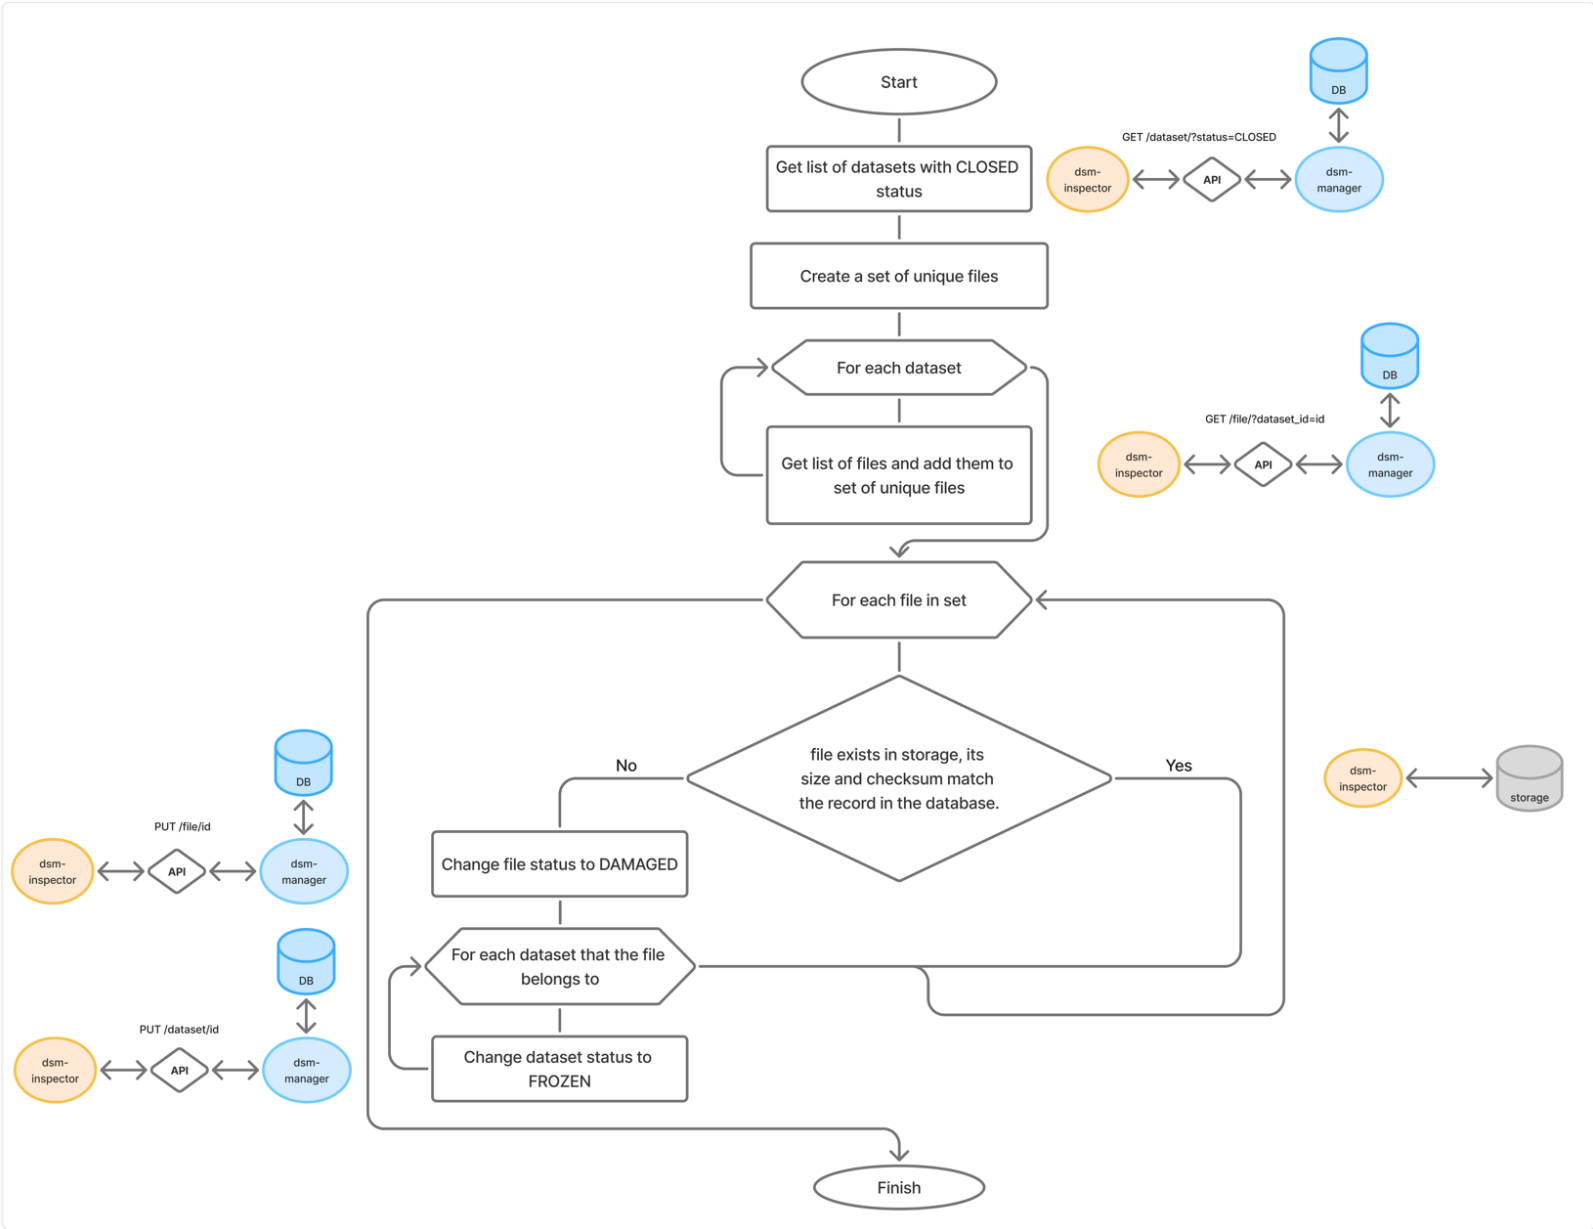 Start
DB
GET /dataset/?status=CLOSED
Get list of datasets with CLOSED
status
dsm-
inspector
API
dsm-
manager
Create a set of unique files
DB
For each dataset
GET /file/?dataset_id=id
Get list of files and add them to
set of unique files
dsm-
inspector
API
dsm-
manager
For each file in set
file exists in storage, its
size and checksum match
the record in the database.
No
Yes
dsm-
inspector
storage
DB
PUT /file/id
dsm-
inspector
API
dsm-
manager
Change file status to DAMAGED
For each dataset that the file
belongs to
DB
PUT /dataset/id
dsm-
inspector
API
dsm-
manager
Change dataset status to
FROZEN
Finish